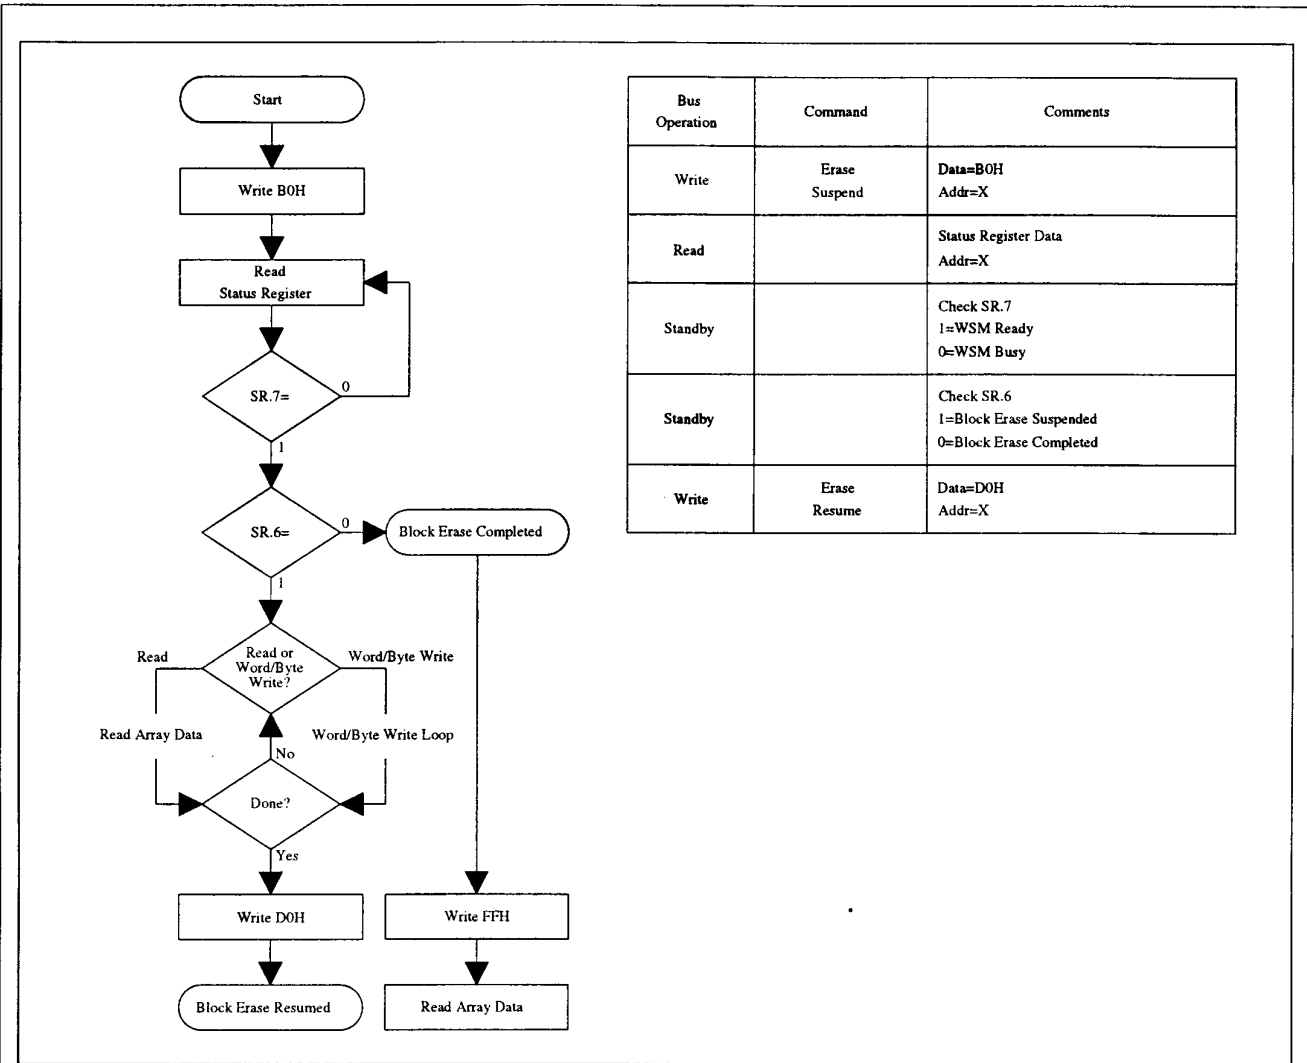 Start
Write B0H
Read
Status Register
SR.7=
0
1
SR.6=
0
Block Erase Completed
1
Read or
Word/Byte
Write?
Read
Word/Byte Write
Read Array Data
Word/Byte Write Loop
No
Done?
Yes
Write D0H
Write FFH
Block Erase Resumed
Read Array Data
Bus
Operation
Command
Comments
Write
Erase
Suspend
Data=B0H
Addr=X
Read
Status Register Data
Addr=X
Standby
Check SR.7
1=WSM Ready
0=WSM Busy
Standby
Check SR.6
1=Block Erase Suspended
0=Block Erase Completed
Write
Erase
Resume
Data=D0H
Addr=X